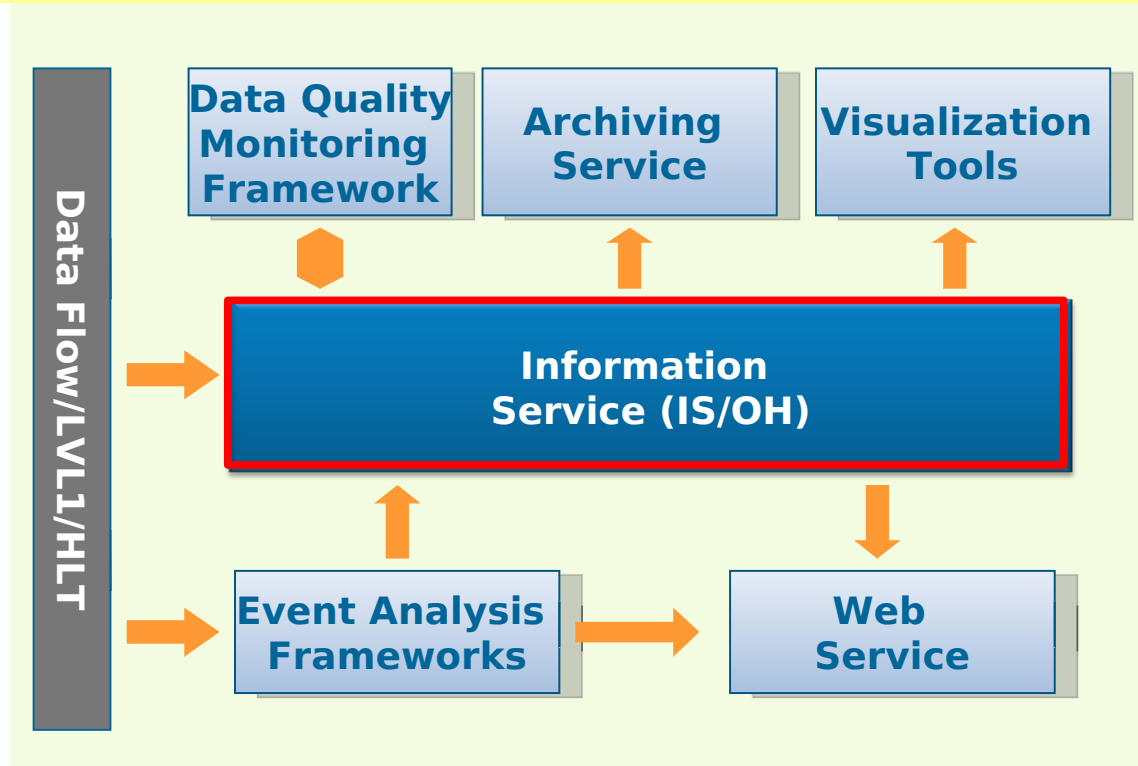 Data Flow/LVL1/HLT
Data Quality
Monitoring
Framework
Archiving
Service
Visualization
Tools
Information
Service (IS/OH)
Event Analysis
Frameworks
Web
Service